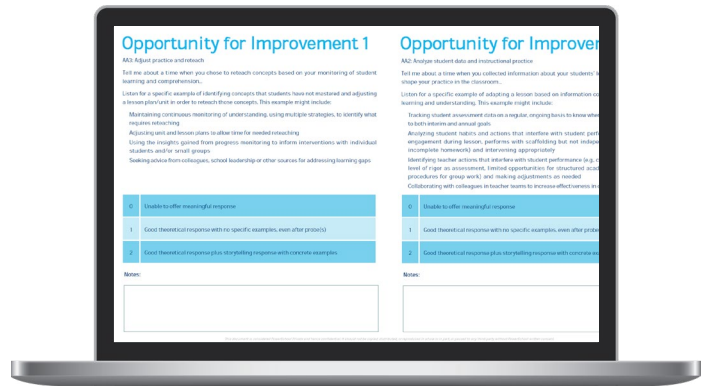 Opportunity for Improvement 1
AA3: Adjust practice and reteach
Tell me about a time when you chose to reteach concepts based on your monitoring of student
learning and comprehension..
Listen for a specific example of identifying concepts that students have not mastered and adjusting
a lesson plan/unit in order to reteach those concepts. This example might include:
Maintaining continuous monitoring of understanding, using multiple strategies, to identify what
requires reteaching
Adjusting unit and lesson plans to allow time for needed reteaching
Using the insights gained from progress monitoring to inform interventions with individual
students and/or small groups
Seeking advice from colleagues, school leadership or other sources for addressing learning gaps
0 Unable to offer meaningful response
1 Good theoretical response with no specific examples, even after probe(s)
2 Good theoretical response plus storytelling response with concrete examples
Notes:
Opportunity for Improver
AA2: Analyze student data and instructional practice
Tell me about a time when you collected information about your students'
shape your practice in the classroom..
Listen for a specific example of adapting a lesson based on information co
learning and understanding. This example might include:
Tracking student assessment data on a regular, ongoing basis to know whe
to both interim and annual goals
Analyzing student habits and actions that interfere with student perf
engagement during lesson, performs with scaffolding but not indepe
incomplete homework) and intervening appropriately
Identifying teacher actions that interfere with student performance (e.g. c
level of rigor as assessment, limited opportunities for structured acad
procedures for group work) and making adjustments as needed
Collaborating with colleagues in teacher teams to increase effectiveness in
0 Unable to offer meaningful response
1 Good theoretical response with no specific examples, even after probe
2 Good theoretical response plus storytelling response with concrete exa
Notes: